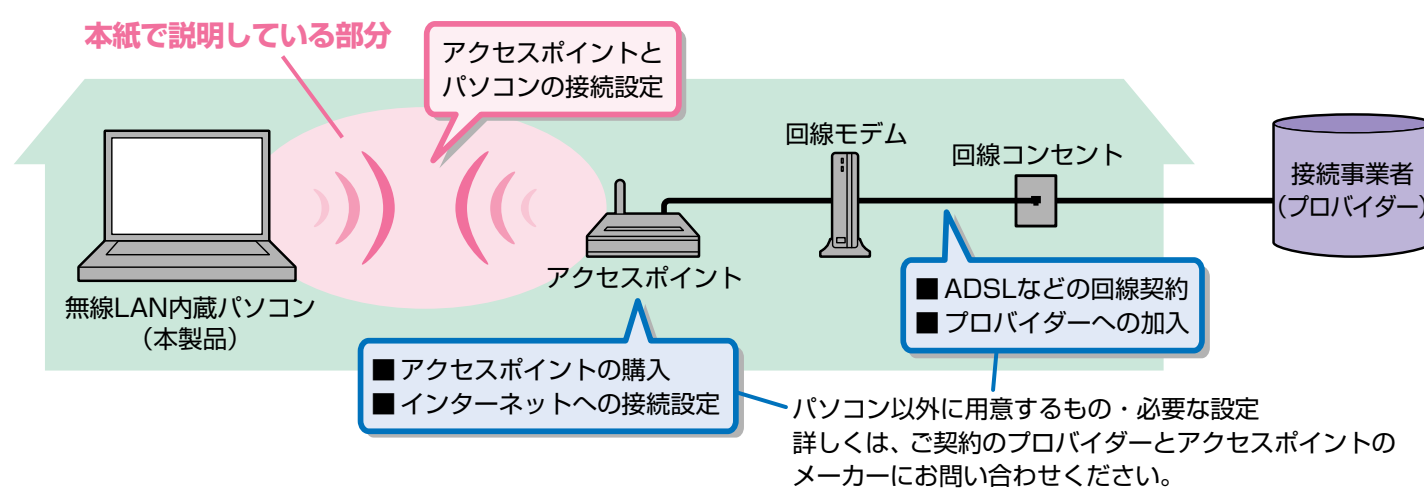 本紙で説明している部分
アクセスポイントと
パソコンの接続設定
回線モデム
回線コンセント
接続事業者
（プロバイダー）
アクセスポイント
無線LAN内蔵パソコン
（本製品）
■ ADSLなどの回線契約
■ プロバイダーへの加入
■ アクセスポイントの購入
■ インターネットへの接続設定
パソコン以外に用意するもの・必要な設定
詳しくは、ご契約のプロバイダーとアクセスポイントの
メーカーにお問い合わせください。